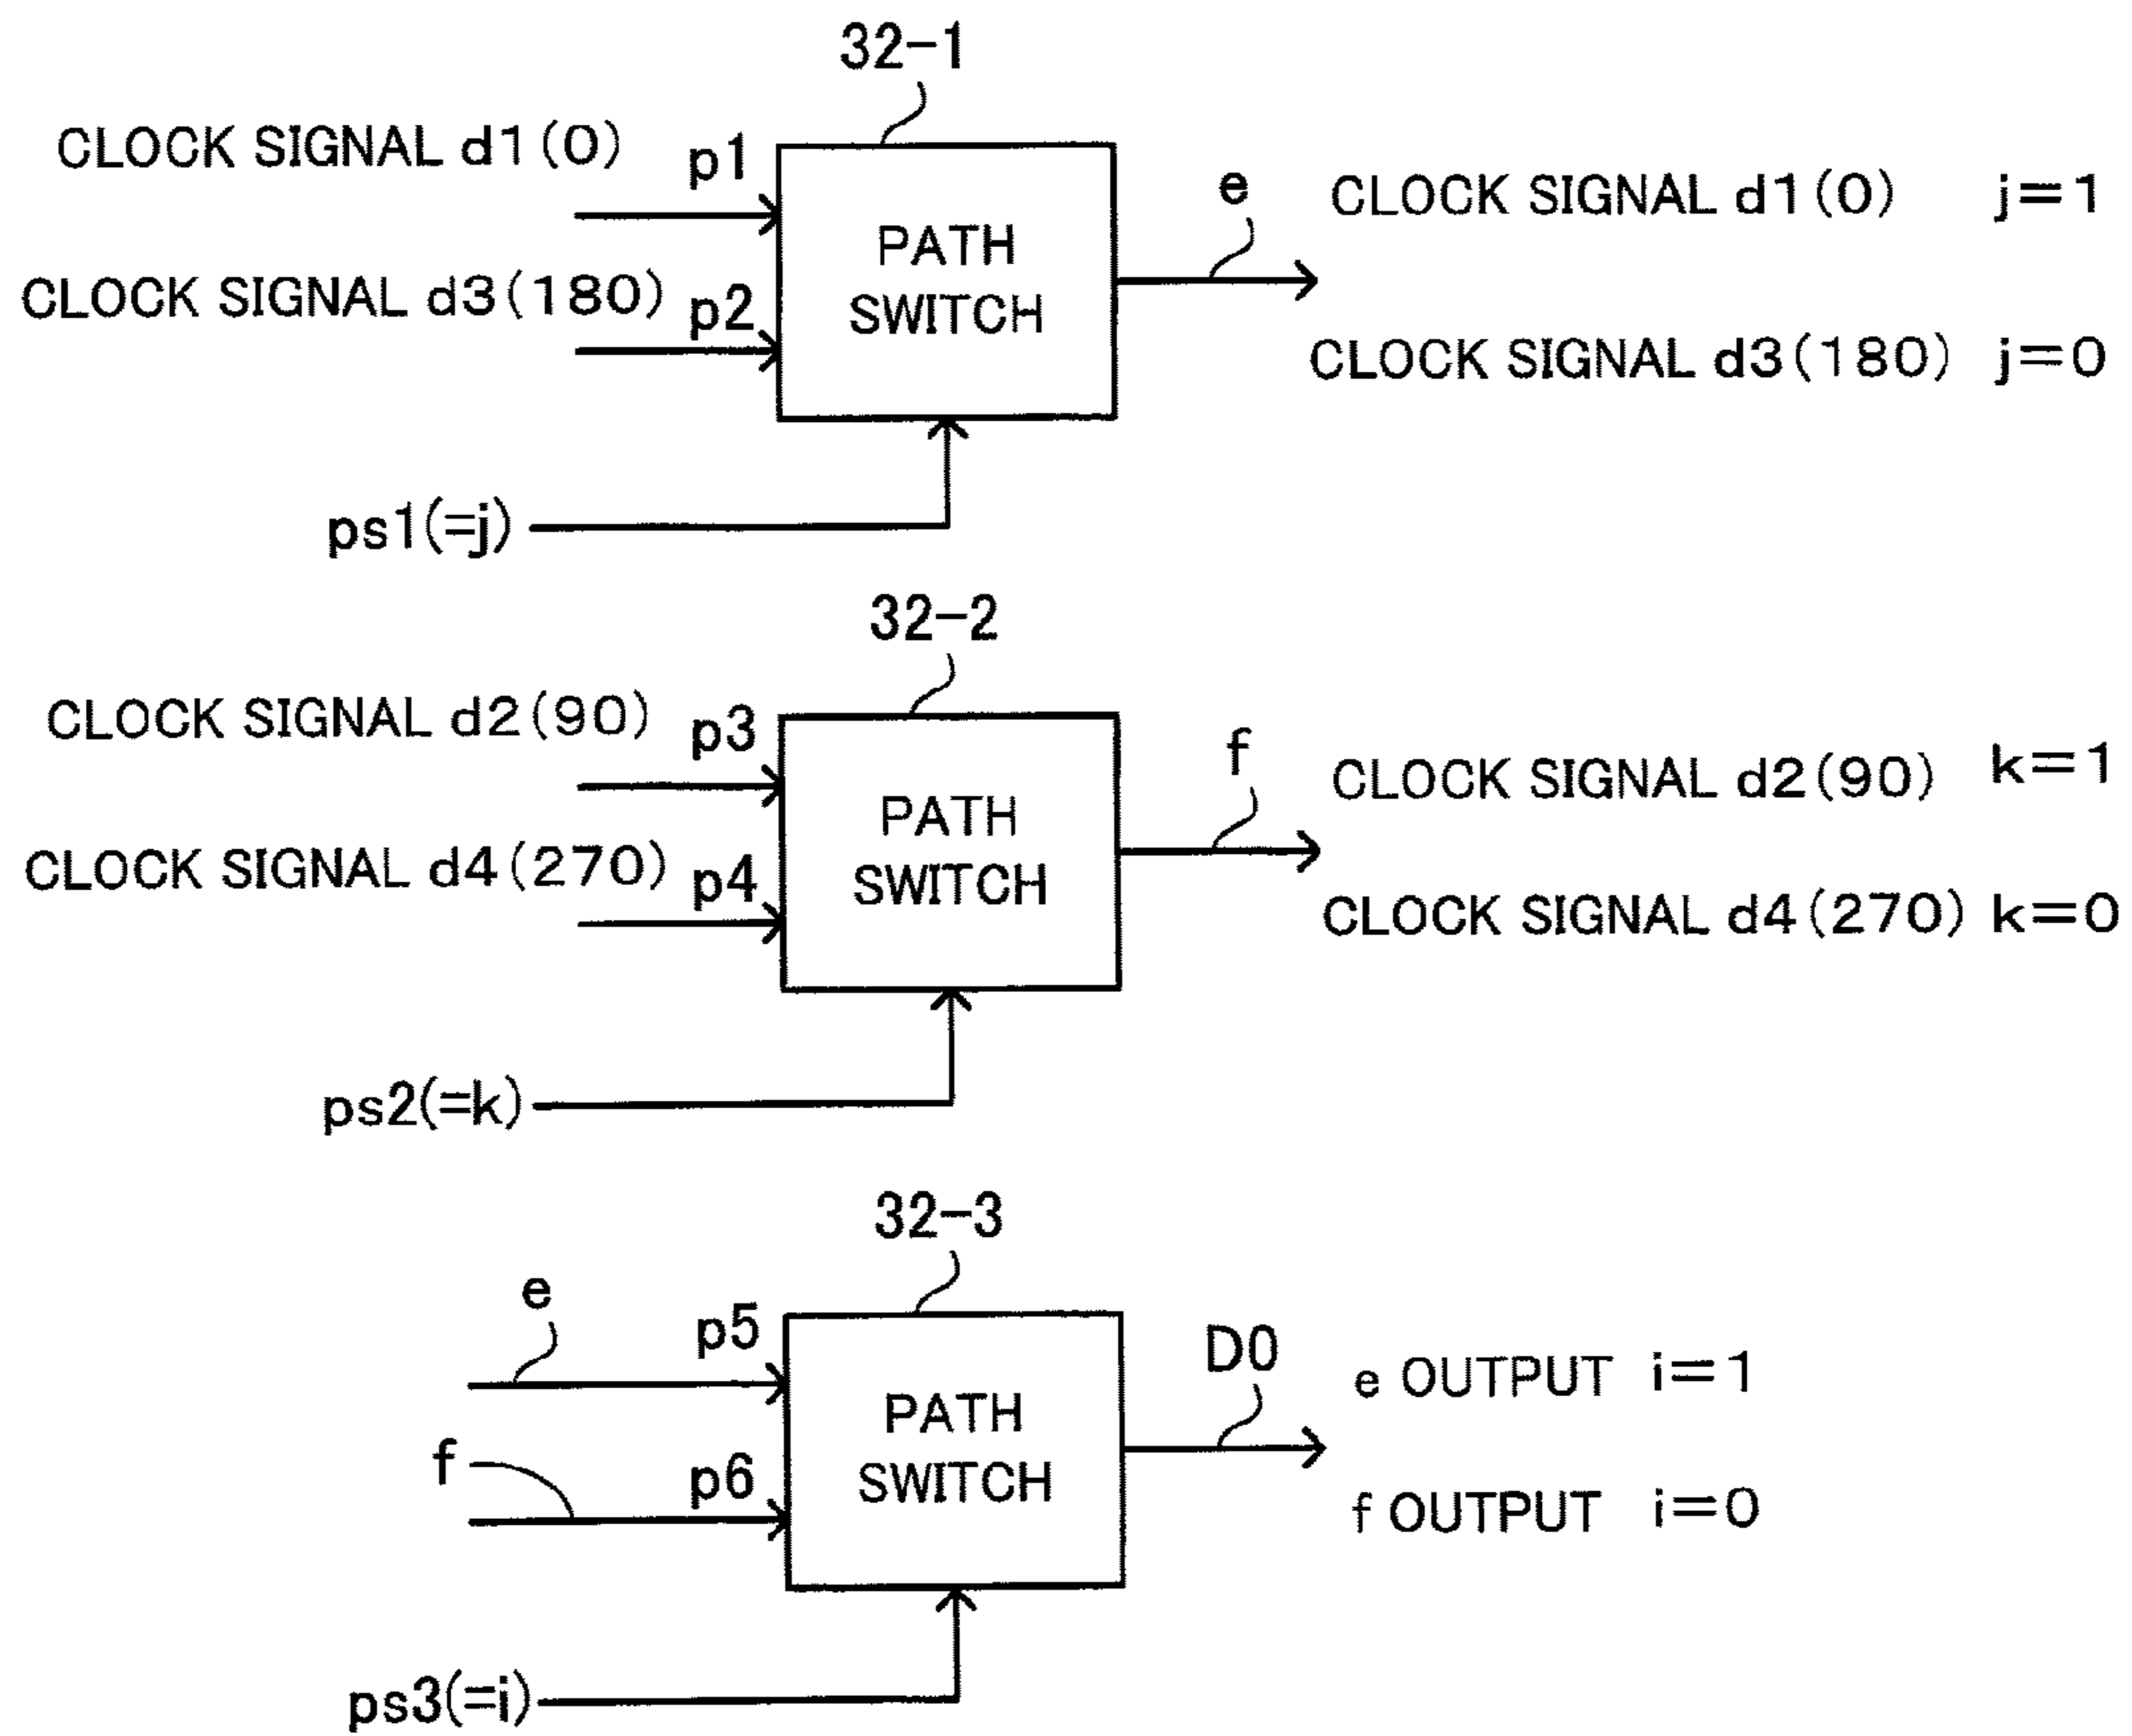 32-1
CLOCK SIGNAL d1(0)
p1
CLOCK SIGNAL d3(180)
p2
PATH
SWITCH
e
CLOCK SIGNAL d1(0) j=1
CLOCK SIGNAL d3(180) j=0
ps1(=j)
32-2
CLOCK SIGNAL d2(90)
p3
CLOCK SIGNAL d4(270)
p4
PATH
SWITCH
f
CLOCK SIGNAL d2(90) k=1
CLOCK SIGNAL d4(270) k=0
ps2(=k)
32-3
e
p5
f
p6
PATH
SWITCH
D0
e OUTPUT i=1
f OUTPUT i=0
ps3(=i)